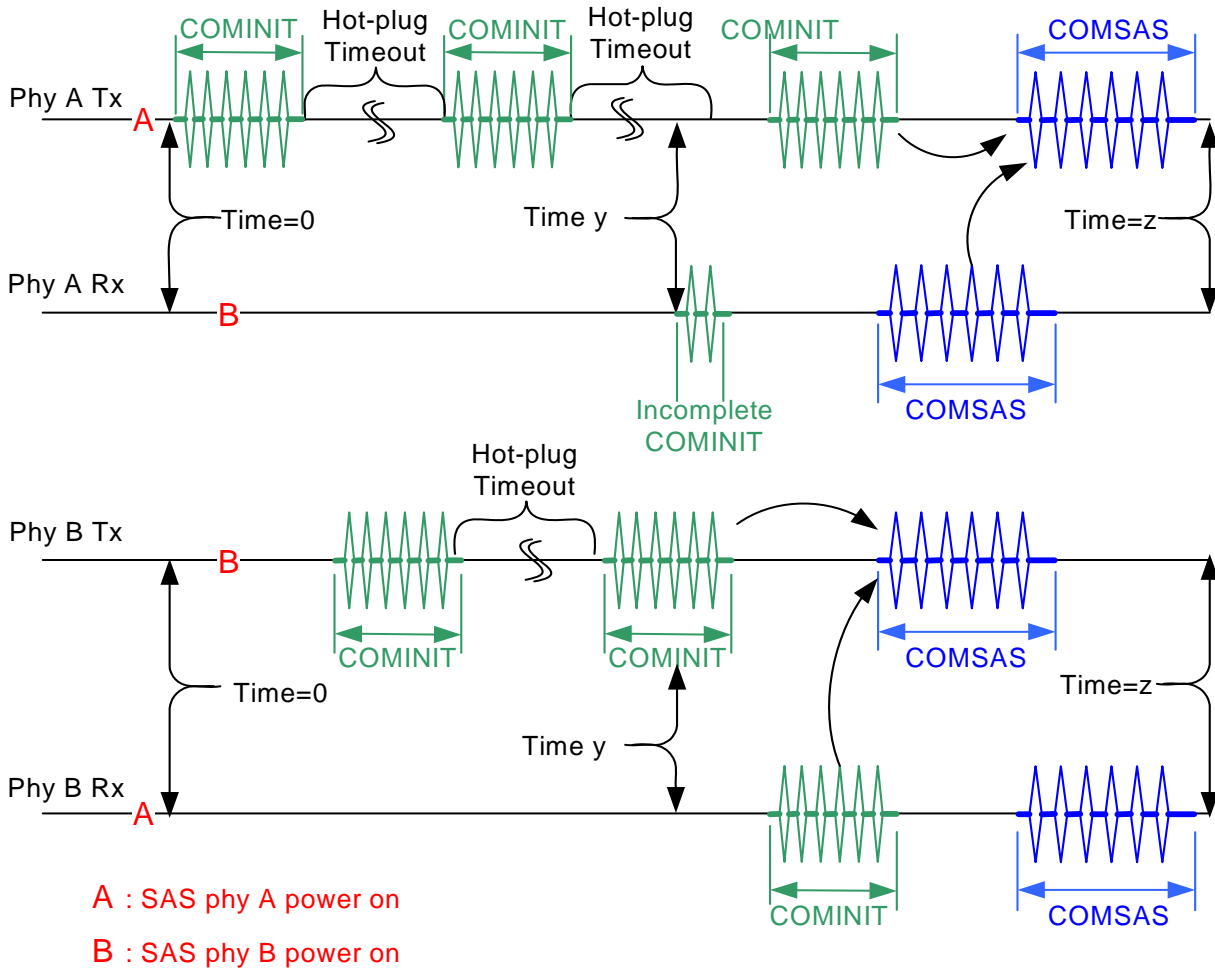 COMINIT
Hot-plug
Timeout
COMINIT
Hot-plug
Timeout
COMINIT
COMSAS
Phy A Tx
A
Time=0
Time y
Time=z
Phy A Rx
B
Incomplete
COMINIT
COMSAS
Hot-plug
Timeout
Phy B Tx
B
COMINIT
COMINIT
COMSAS
Time=0
Time=z
Time y
Phy B Rx
A
COMINIT
COMSAS
A : SAS phy A power on
B : SAS phy B power on